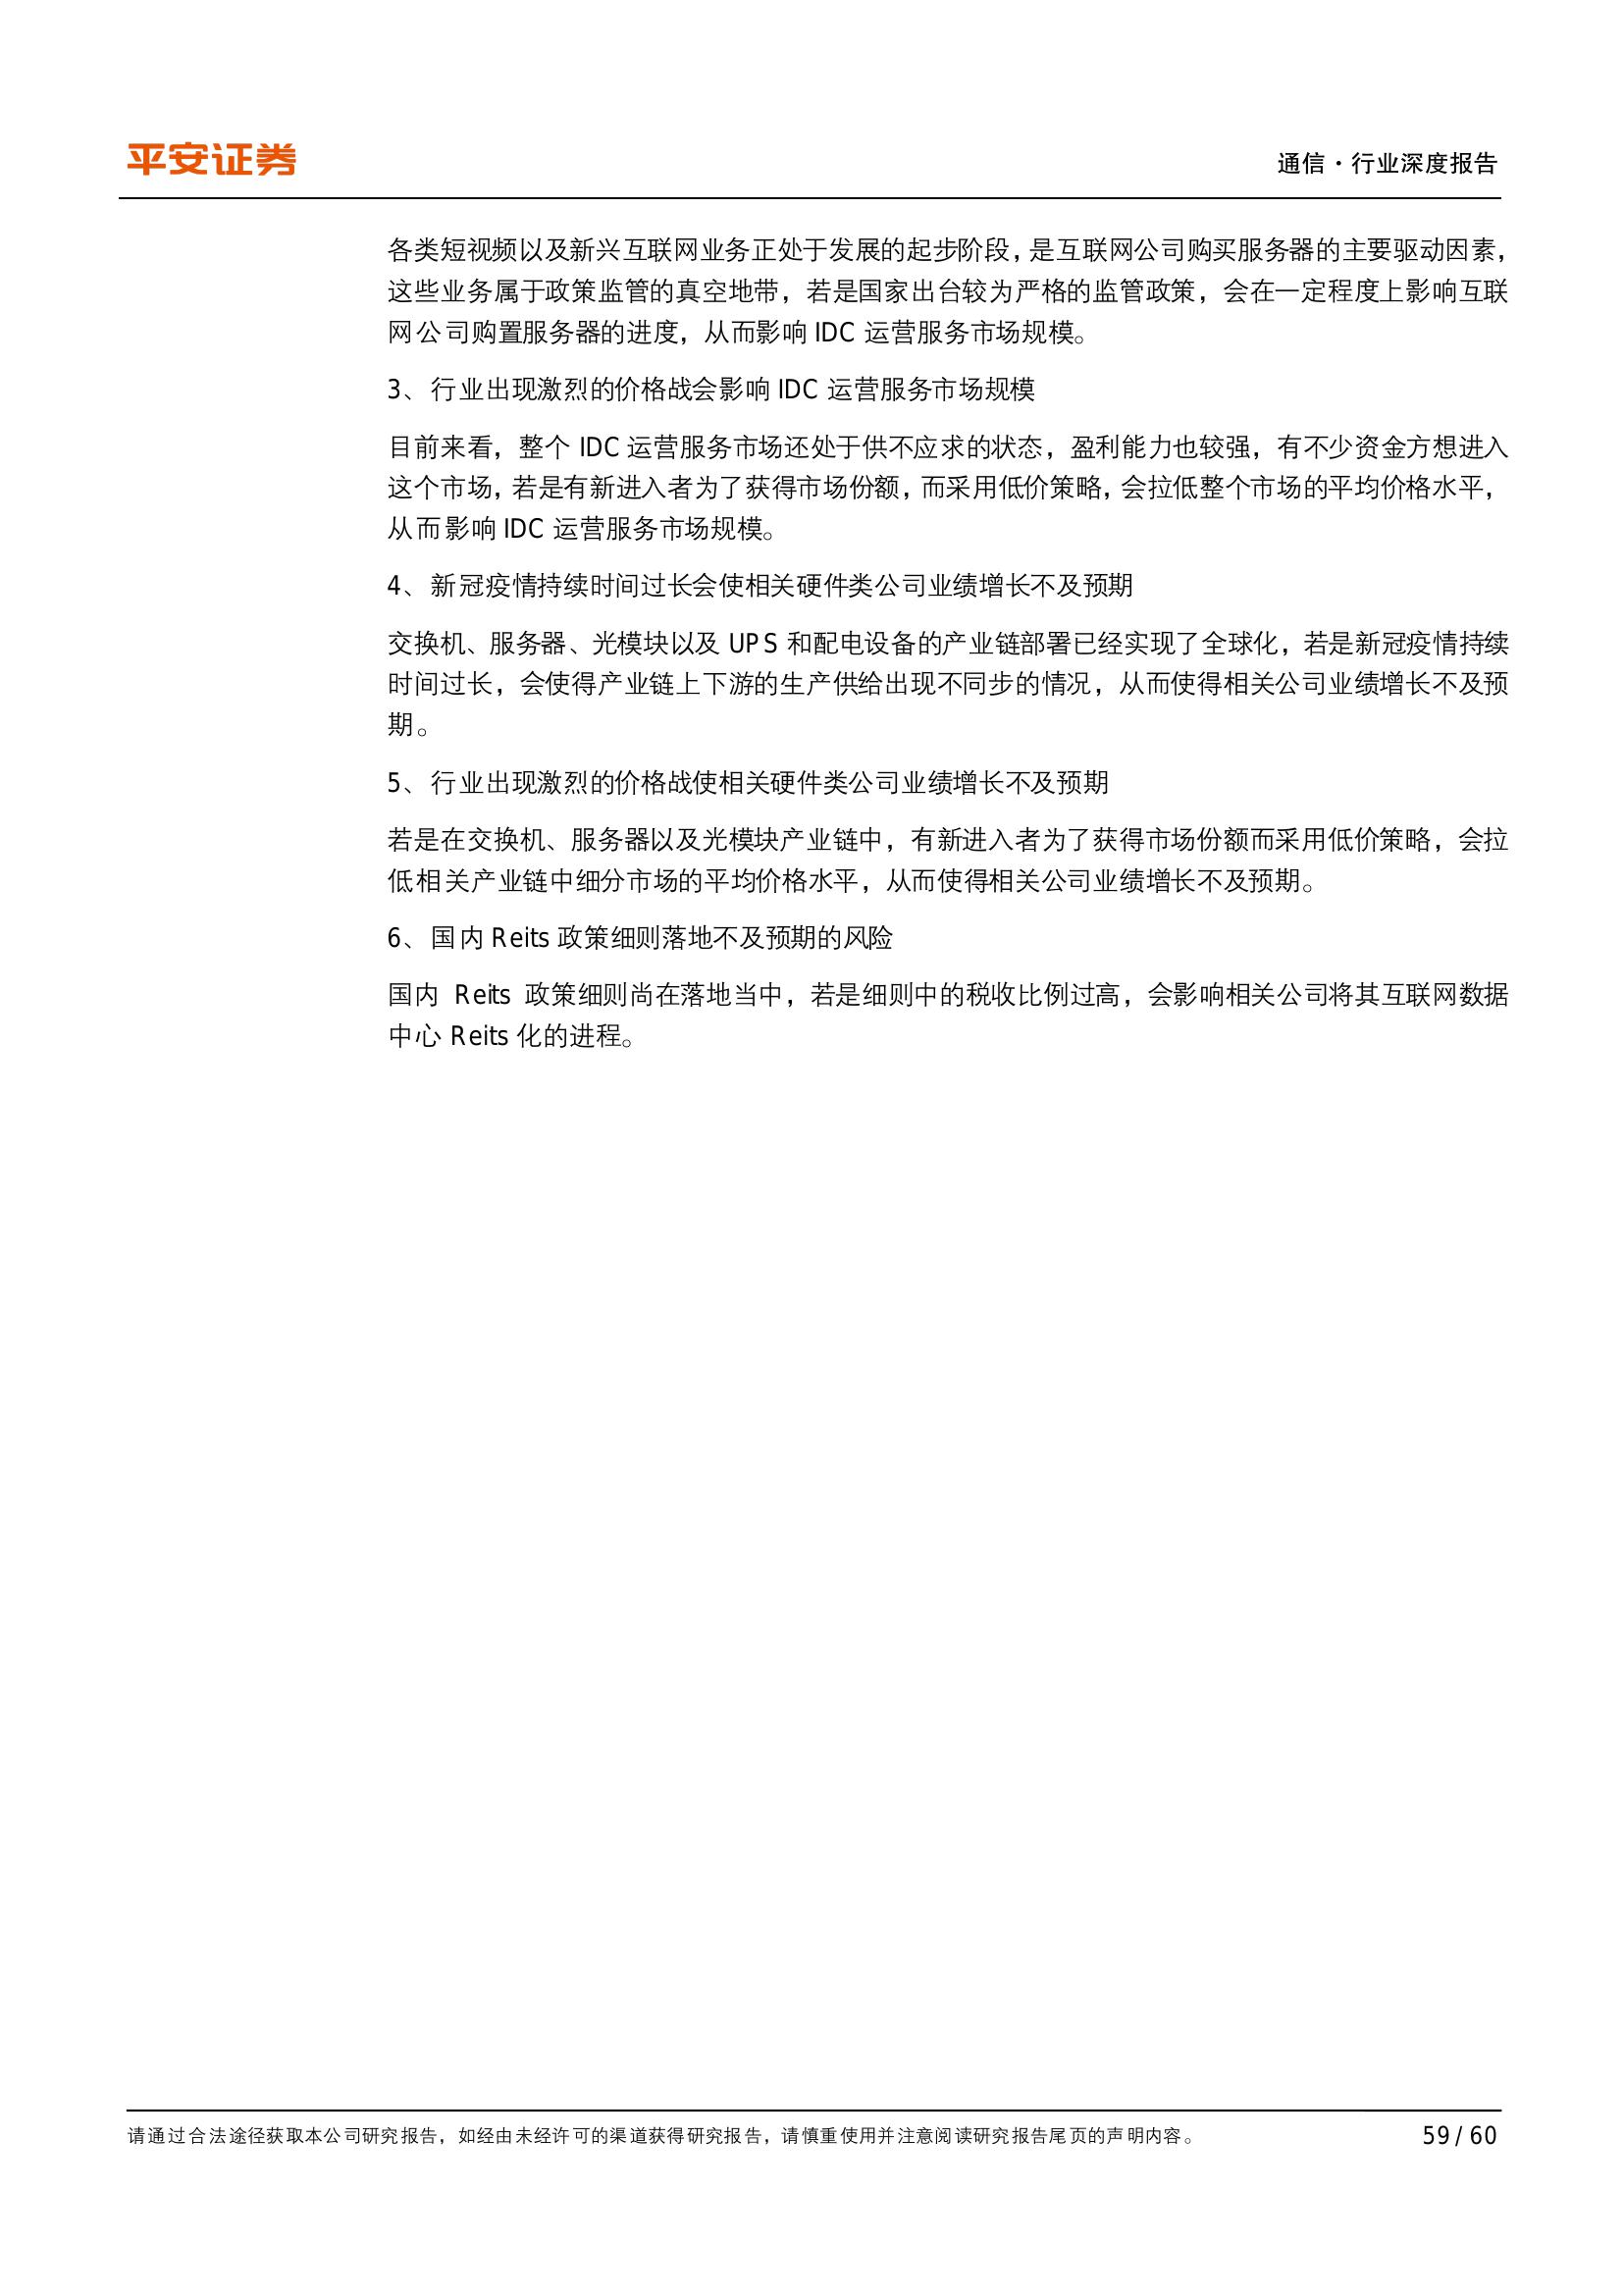 平安证券
通信·行业深度报告
各类短视频以及新兴互联网业务正处于发展的起步阶段，是互联网公司购买服务器的主要驱动因素，
这些业务属于政策监管的真空地带，若是国家出台较为严格的监管政策，会在一定程度上影响互联
网公司购置服务器的进度，从而影响 IDC 运营服务市场规模。
3、行业出现激烈的价格战会影响 IDC 运营服务市场规模
目前来看，整个 IDC 运营服务市场还处于供不应求的状态，盈利能力也较强，有不少资金方想进入
这个市场，若是有新进入者为了获得市场份额，而采用低价策略，会拉低整个市场的平均价格水平，
从而影响 IDC 运营服务市场规模。
4、新冠疫情持续时间过长会使相关硬件类公司业绩增长不及预期
交换机、服务器、光模块以及 UPS 和配电设备的产业链部署已经实现了全球化，若是新冠疫情持续
时间过长，会使得产业链上下游的生产供给出现不同步的情况，从而使得相关公司业绩增长不及预
期。
5、行业出现激烈的价格战使相关硬件类公司业绩增长不及预期
若是在交换机、服务器以及光模块产业链中，有新进入者为了获得市场份额而采用低价策略，会拉
低相关产业链中细分市场的平均价格水平，从而使得相关公司业绩增长不及预期。
6、国内 Reits 政策细则落地不及预期的风险
国内 Reits 政策细则尚在落地当中，若是细则中的税收比例过高，会影响相关公司将其互联网数据
中心 Reits 化的进程。
请通过合法途径获取本公司研究报告，如经由未经许可的渠道获得研究报告，请慎重使用并注意阅读研究报告尾页的声明内容。
59 / 60